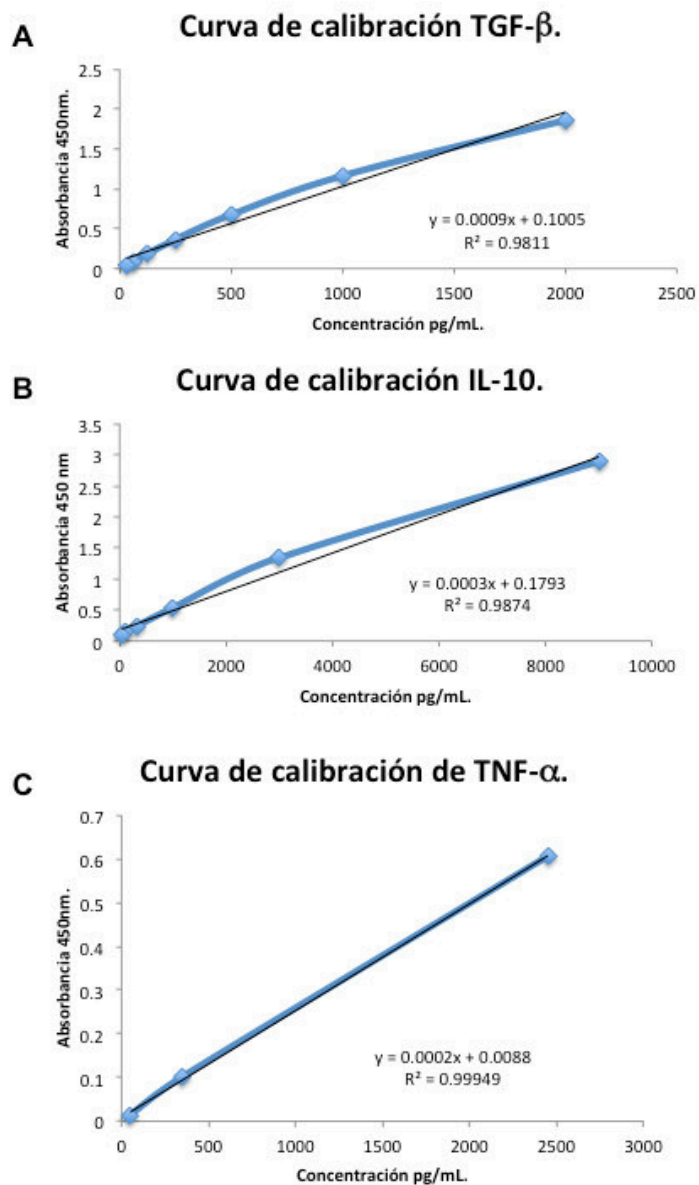 A
Curva de calibración TGF-β.
2.5
2
1.5
1
0.5
0
Absorbancia 450nm.
y = 0.0009x + 0.1005
R² = 0.9811
0 500 1000 1500 2000 2500
Concentración pg/mL.
B
Curva de calibración IL-10.
3.5
3
2.5
2
1.5
1
0.5
0
Absorbancia 450 nm
y = 0.0003x + 0.1793
R² = 0.9874
0 2000 4000 6000 8000 10000
Concentración pg/mL.
C
Curva de calibración de TNF-α.
0.7
0.6
0.5
0.4
0.3
0.2
0.1
0
Absorbancia 450nm.
y = 0.0002x + 0.0088
R² = 0.99949
0 500 1000 1500 2000 2500 3000
Concentración pg/mL.